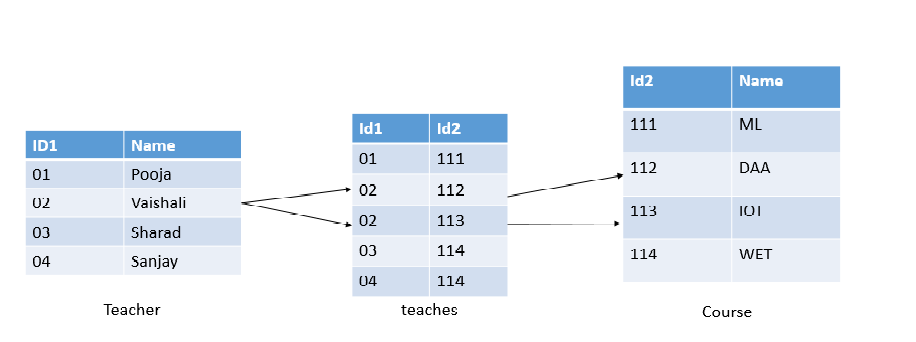 ID1 Name
01 Pooja
02 Vaishali
03 Sharad
04 Sanjay
Teacher
Id1 Id2
01 111
02 112
02 113
03 114
04 114
teaches
Id2 Name
111 ML
112 DAA
113 IOT
114 WET
Course